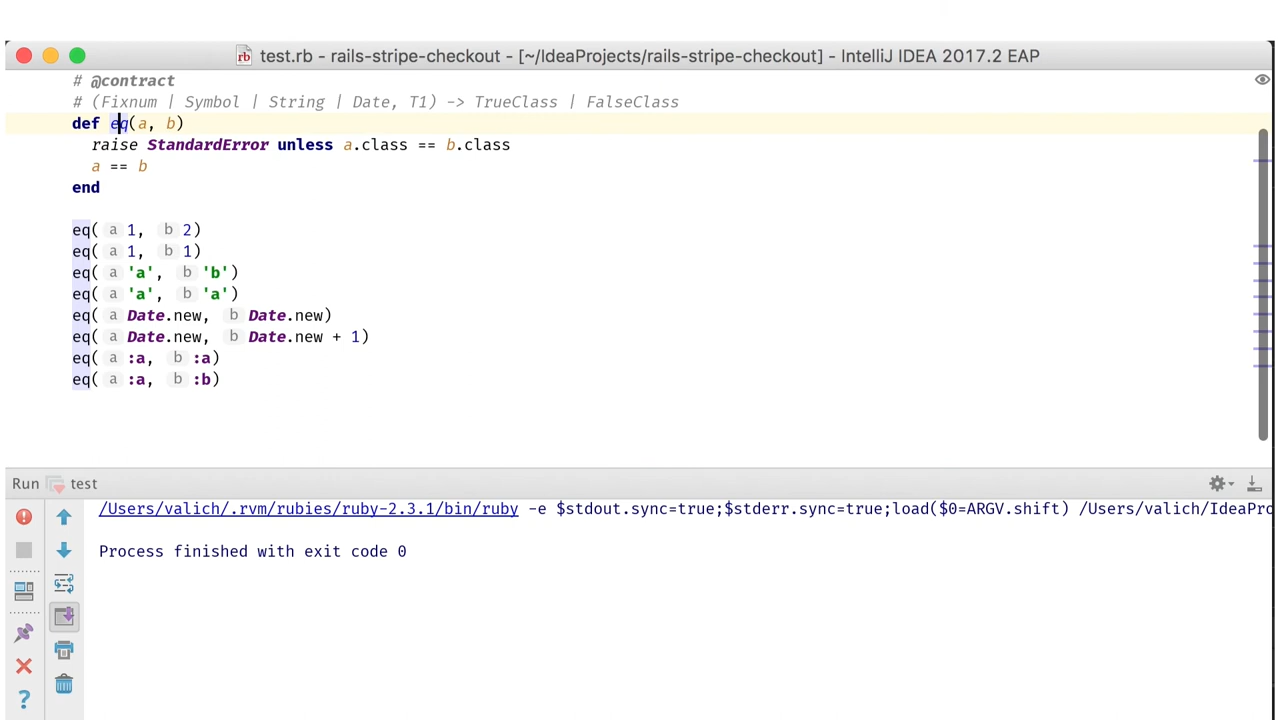 rb test.rb - rails-stripe-checkout - [~/IdeaProjects/rails-stripe-checkout] - IntelliJ IDEA 2017.2 EAP
# @contract
# (Fixnum | Symbol | String | Date, T1) -> TrueClass | FalseClass
def eq(a, b)
raise StandardError unless a.class == b.class
a == b
end
eq( a 1, b 2)
eq( a 1, b 1)
eq( a 'a', b 'b')
eq( a 'a', b 'a')
eq( a Date.new, b Date.new)
eq( a Date.new, b Date.new + 1)
eq( a :a, b :a)
eq( a :a, b :b)
Run test
/Users/valich/.rvm/rubies/ruby-2.3.1/bin/ruby -e $stdout.sync=true;$stderr.sync=true;load($0=ARGV.shift) /Users/valich/IdeaPro
Process finished with exit code 0